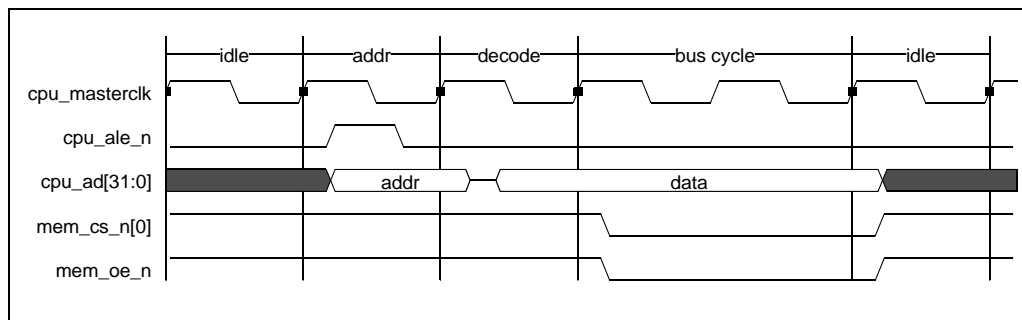 idle addr decode bus cycle idle
cpu_masterclk
cpu_ale_n
cpu_ad[31:0] addr data
mem_cs_n[0]
mem_oe_n